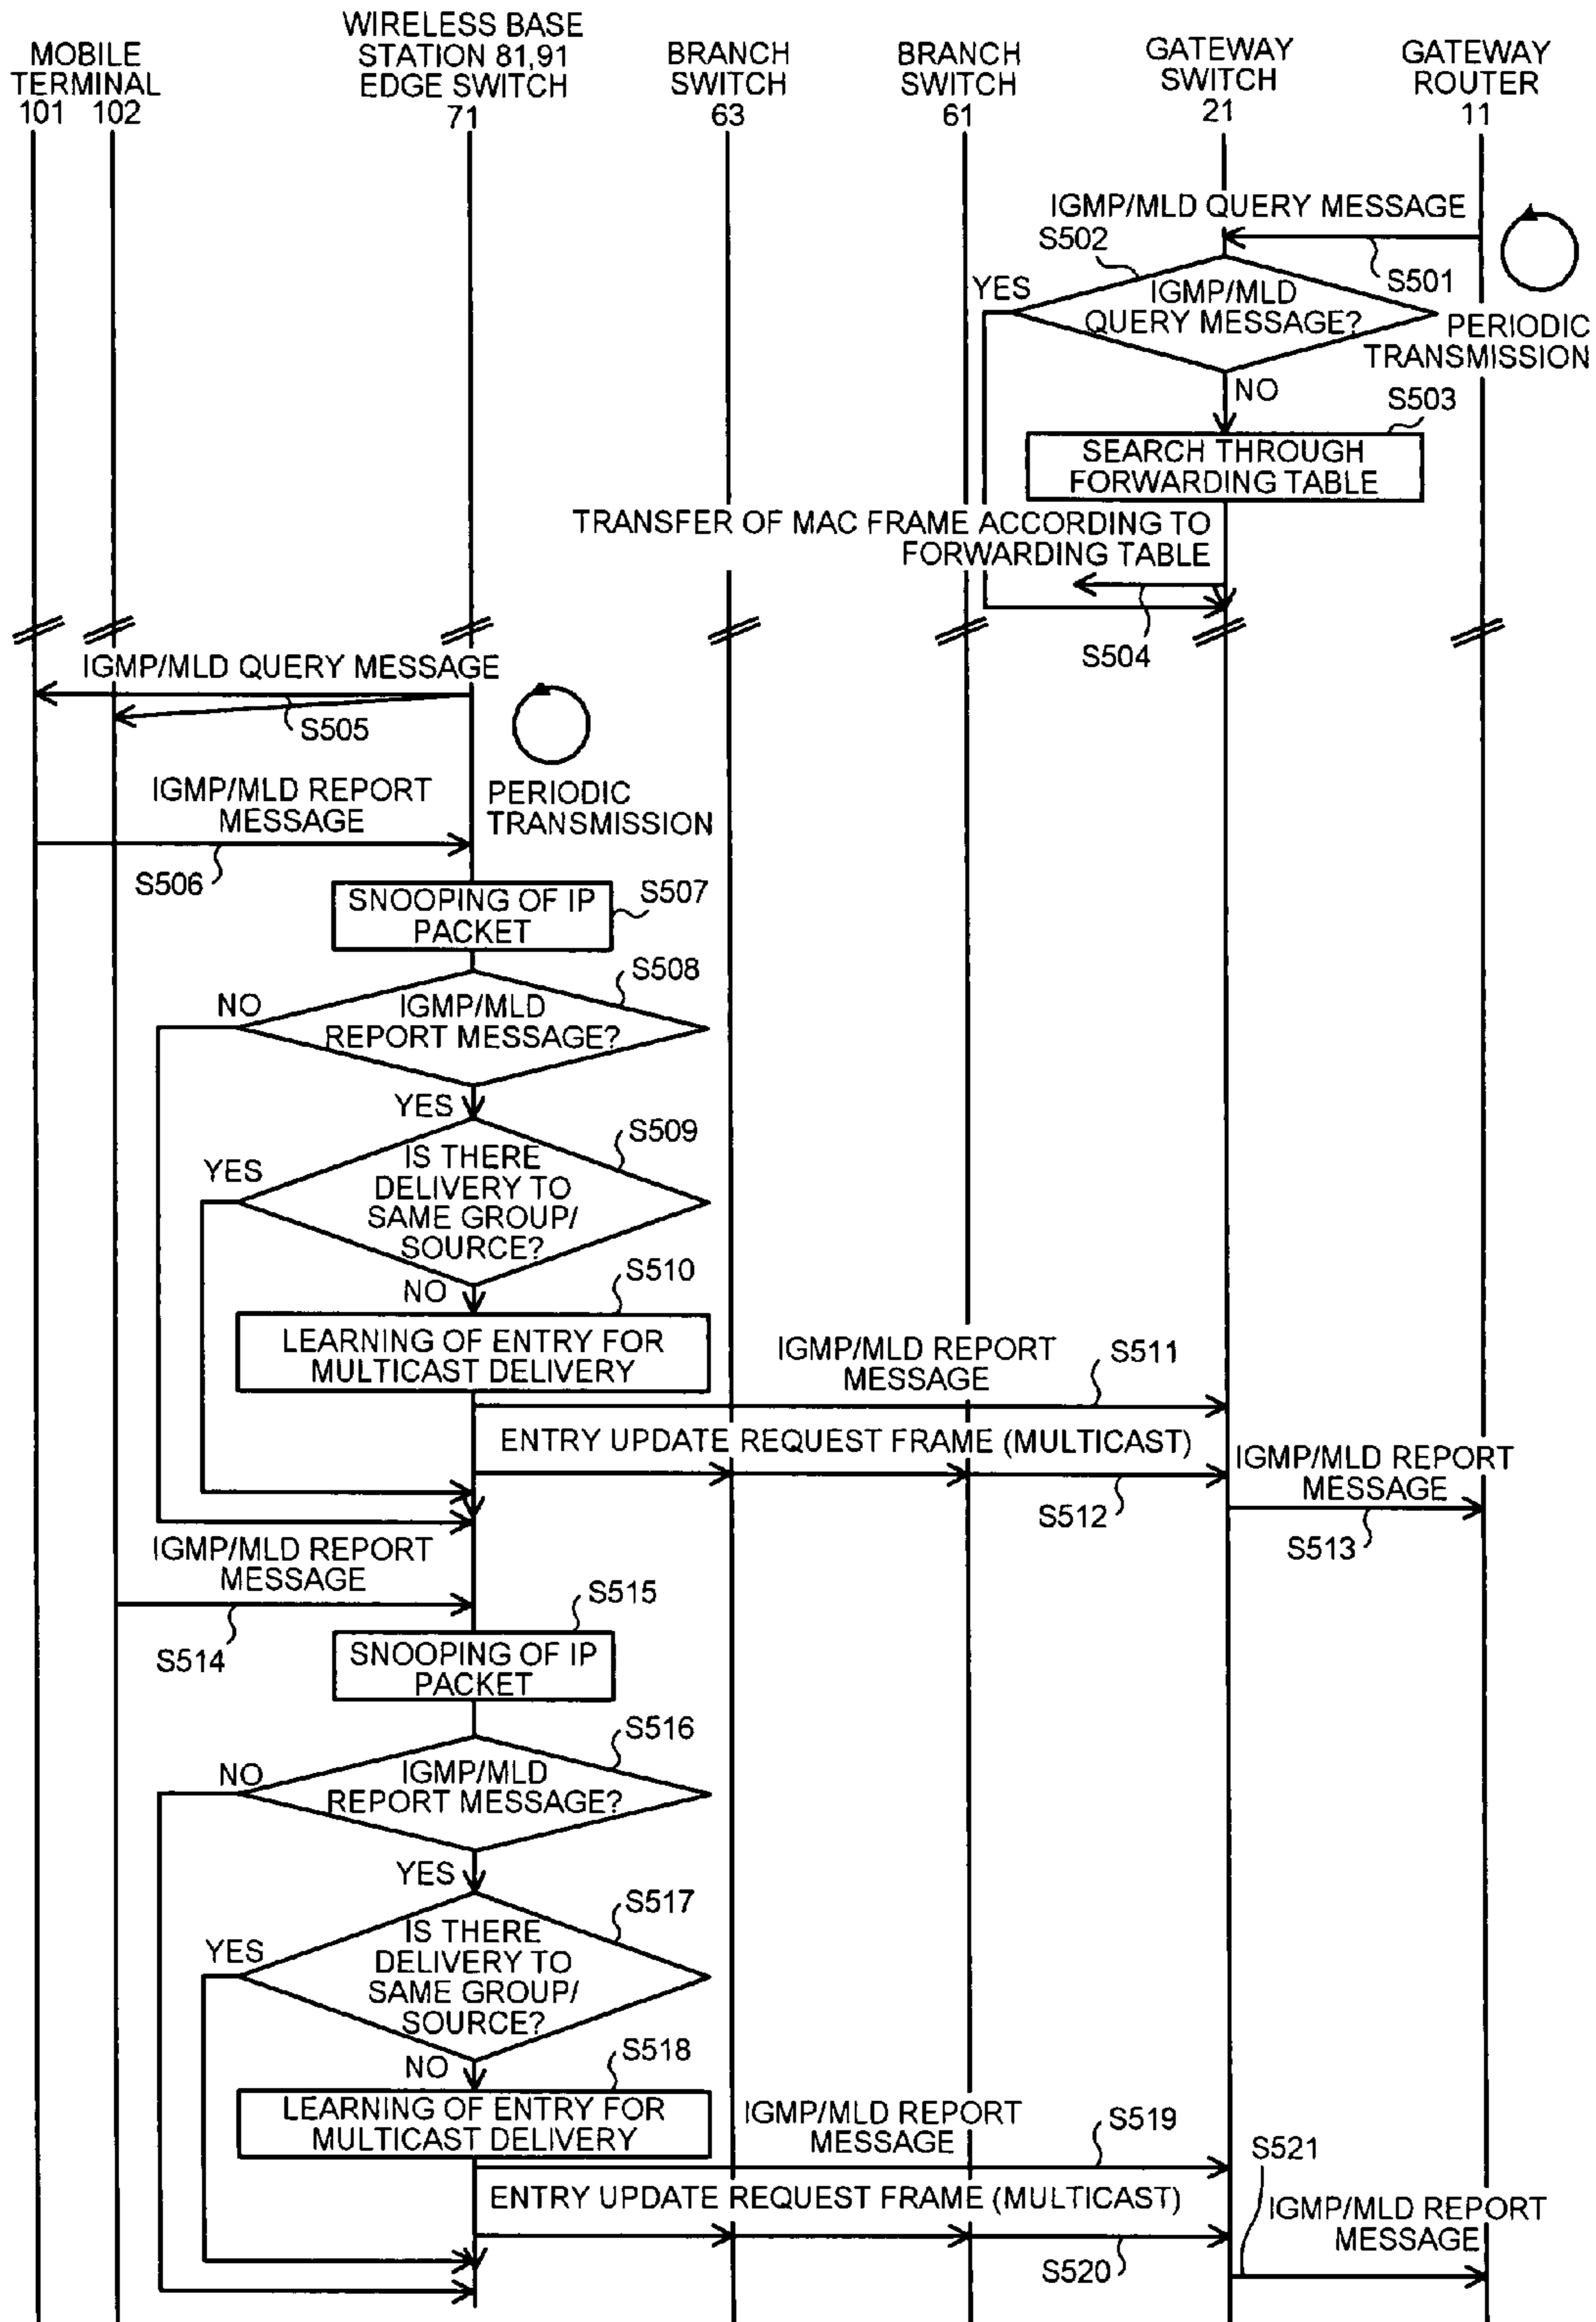 MOBILE
TERMINAL
101 102
WIRELESS BASE
STATION 81,91
EDGE SWITCH
71
BRANCH
SWITCH
63
BRANCH
SWITCH
61
GATEWAY
SWITCH
21
GATEWAY
ROUTER
11
IGMP/MLD QUERY MESSAGE
S502
S501
YES
IGMP/MLD
QUERY MESSAGE?
PERIODIC
TRANSMISSION
NO
S503
SEARCH THROUGH
FORWARDING TABLE
TRANSFER OF MAC FRAME ACCORDING TO
FORWARDING TABLE
S504
IGMP/MLD QUERY MESSAGE
S505
PERIODIC
TRANSMISSION
IGMP/MLD REPORT
MESSAGE
S506
SNOOPING OF IP
PACKET
S507
S508
NO
IGMP/MLD
REPORT MESSAGE?
YES
S509
YES
IS THERE
DELIVERY TO
SAME GROUP/
SOURCE?
NO
S510
LEARNING OF ENTRY FOR
MULTICAST DELIVERY
IGMP/MLD REPORT
MESSAGE
S511
ENTRY UPDATE REQUEST FRAME (MULTICAST)
S512
IGMP/MLD REPORT
MESSAGE
S513
IGMP/MLD REPORT
MESSAGE
S514
S515
SNOOPING OF IP
PACKET
S516
NO
IGMP/MLD
REPORT MESSAGE?
YES
S517
YES
IS THERE
DELIVERY TO
SAME GROUP/
SOURCE?
NO
S518
LEARNING OF ENTRY FOR
MULTICAST DELIVERY
IGMP/MLD REPORT
MESSAGE
S519
ENTRY UPDATE REQUEST FRAME (MULTICAST)
S520
S521
IGMP/MLD REPORT
MESSAGE